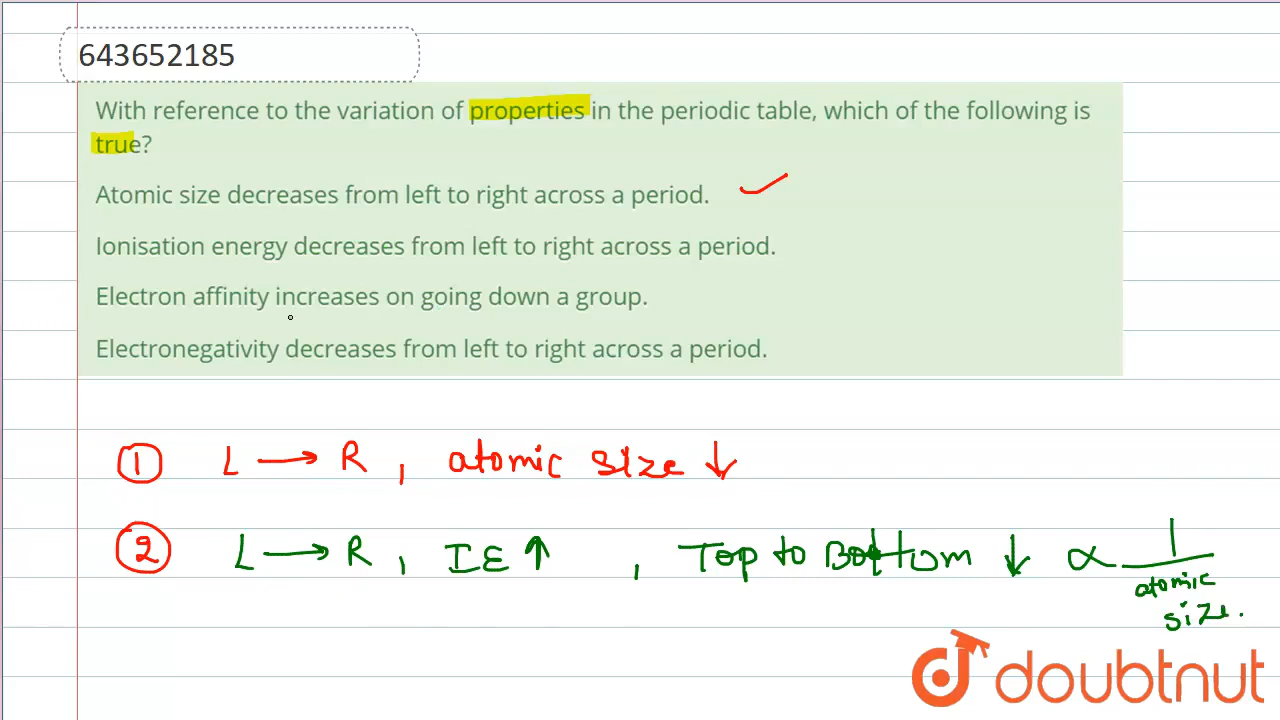 643652185
With reference to the variation of properties in the periodic table, which of the following is
true?
Atomic size decreases from left to right across a period.
Ionisation energy decreases from left to right across a period.
Electron affinity increases on going down a group.
Electronegativity decreases from left to right across a period.
① L → R , atomic size ↓
② L → R , IE ↑ , Top to Bottom ↓ ∝ 1/atomic size.
doubtnut